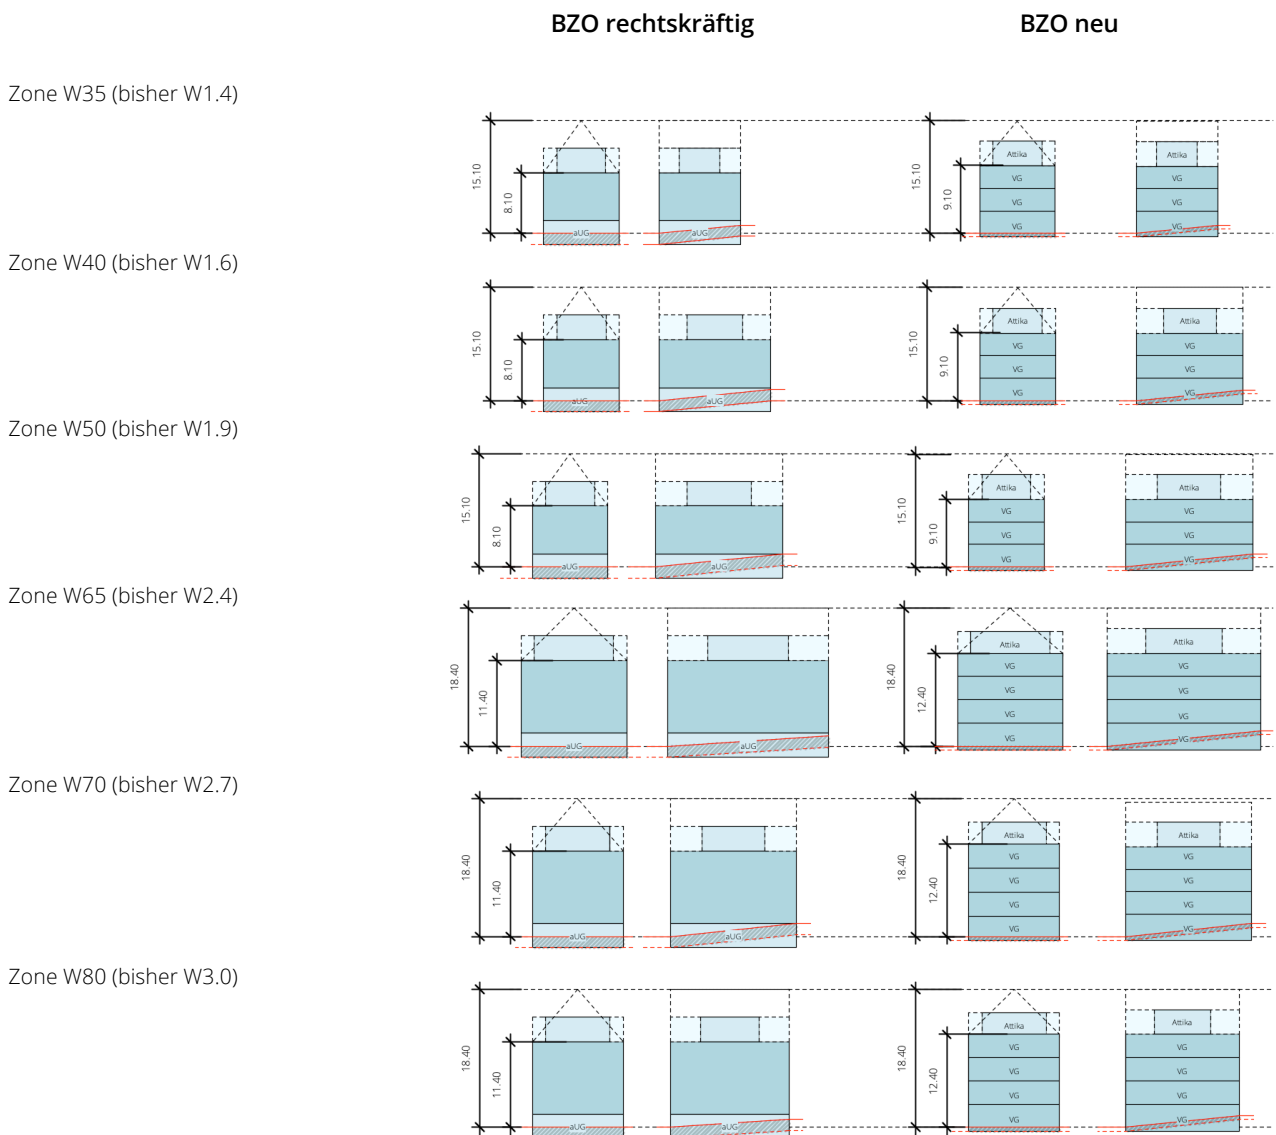 BZO rechtskräftig BZO neu
Zone W35 (bisher W1.4)
15.10 8.10 aUG aUG 15.10 9.10 Attika VG VG VG Attika VG VG VG
Zone W40 (bisher W1.6)
15.10 8.10 aUG aUG 15.10 9.10 Attika VG VG VG Attika VG VG VG
Zone W50 (bisher W1.9)
15.10 8.10 aUG aUG 15.10 9.10 Attika VG VG VG Attika VG VG VG
Zone W65 (bisher W2.4)
18.40 11.40 aUG aUG 18.40 12.40 Attika VG VG VG VG Attika VG VG VG VG
Zone W70 (bisher W2.7)
18.40 11.40 aUG aUG 18.40 12.40 Attika VG VG VG VG Attika VG VG VG VG
Zone W80 (bisher W3.0)
18.40 11.40 aUG aUG 18.40 12.40 Attika VG VG VG VG Attika VG VG VG VG